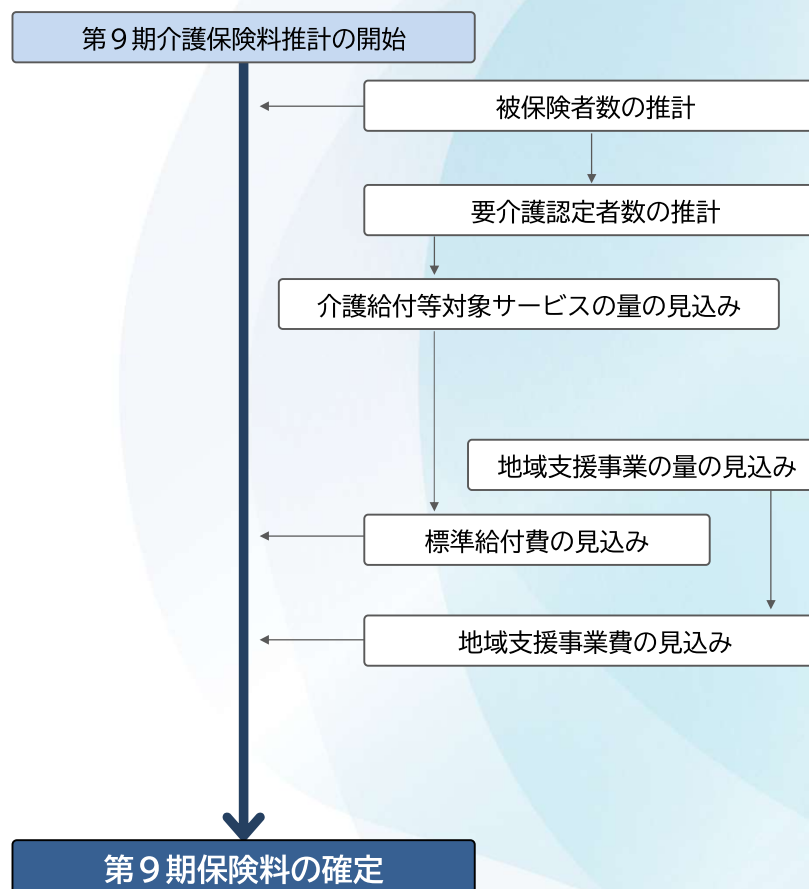 第９期介護保険料推計の開始
被保険者数の推計
要介護認定者数の推計
介護給付等対象サービスの量の見込み
地域支援事業の量の見込み
標準給付費の見込み
地域支援事業費の見込み
第９期保険料の確定